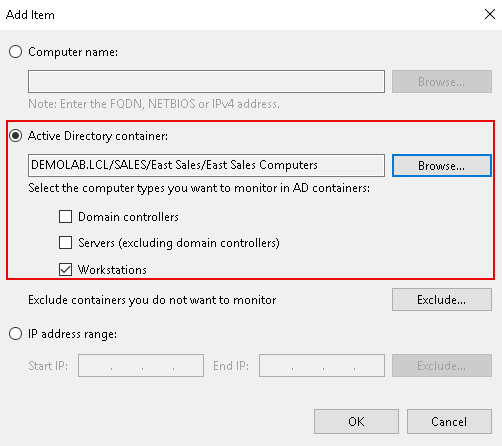 Add Item
Computer name:
Browse...
Note: Enter the FQDN, NETBIOS or IPv4 address.
Active Directory container:
DEMOLAB.LCL/SALES/East Sales/East Sales Computers Browse...
Select the computer types you want to monitor in AD containers:
Domain controllers
Servers (excluding domain controllers)
Workstations
Exclude containers you do not want to monitor Exclude...
IP address range:
Start IP: . . . End IP: . . . Exclude...
OK Cancel